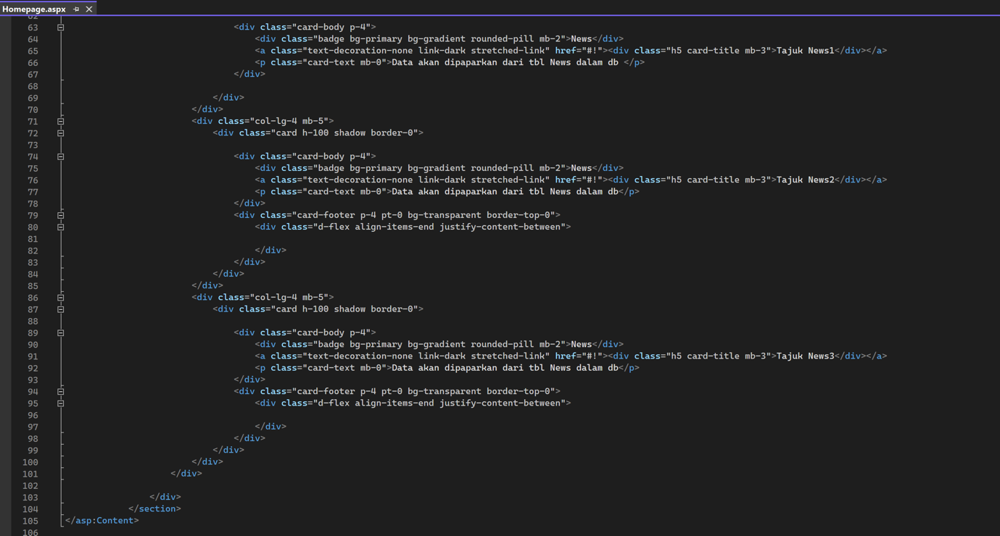 Homepage.aspx
62
63 <div class="card-body p-4">
64 <div class="badge bg-primary bg-gradient rounded-pill mb-2">News</div>
65 <a class="text-decoration-none link-dark stretched-link" href="#!"><div class="h5 card-title mb-3">Tajuk News1</div></a>
66 <p class="card-text mb-0">Data akan dipaparkan dari tbl News dalam db </p>
67 </div>
68
69 </div>
70 </div>
71 <div class="col-lg-4 mb-5">
72 <div class="card h-100 shadow border-0">
73
74 <div class="card-body p-4">
75 <div class="badge bg-primary bg-gradient rounded-pill mb-2">News</div>
76 <a class="text-decoration-none link-dark stretched-link" href="#!"><div class="h5 card-title mb-3">Tajuk News2</div></a>
77 <p class="card-text mb-0">Data akan dipaparkan dari tbl News dalam db</p>
78 </div>
79 <div class="card-footer p-4 pt-0 bg-transparent border-top-0">
80 <div class="d-flex align-items-end justify-content-between">
81
82 </div>
83 </div>
84 </div>
85 </div>
86 <div class="col-lg-4 mb-5">
87 <div class="card h-100 shadow border-0">
88
89 <div class="card-body p-4">
90 <div class="badge bg-primary bg-gradient rounded-pill mb-2">News</div>
91 <a class="text-decoration-none link-dark stretched-link" href="#!"><div class="h5 card-title mb-3">Tajuk News3</div></a>
92 <p class="card-text mb-0">Data akan dipaparkan dari tbl News dalam db</p>
93 </div>
94 <div class="card-footer p-4 pt-0 bg-transparent border-top-0">
95 <div class="d-flex align-items-end justify-content-between">
96
97 </div>
98 </div>
99 </div>
100 </div>
101 </div>
102
103 </div>
104 </section>
105 </asp:Content>
106